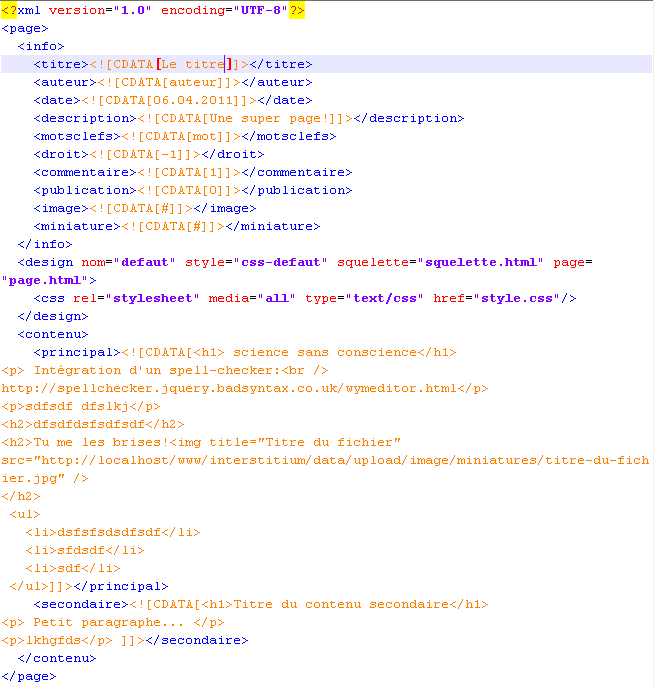 <?xml version="1.0" encoding="UTF-8"?>
<page>
  <info>
    <titre><![CDATA[Le titre]]></titre>
    <auteur><![CDATA[auteur]]></auteur>
    <date><![CDATA[06.04.2011]]></date>
    <description><![CDATA[Une super page!]]></description>
    <motsclefs><![CDATA[mot]]></motsclefs>
    <droit><![CDATA[-1]]></droit>
    <commentaire><![CDATA[1]]></commentaire>
    <publication><![CDATA[0]]></publication>
    <image><![CDATA[#]]></image>
    <miniature><![CDATA[#]]></miniature>
  </info>
  <design nom="defaut" style="css-defaut" squelette="squelette.html" page=
"page.html">
    <css rel="stylesheet" media="all" type="text/css" href="style.css"/>
  </design>
  <contenu>
    <principal><![CDATA[<h1> science sans conscience</h1>
<p> Intégration d'un spell-checker:<br />
http://spellchecker.jquery.badsyntax.co.uk/wymeditor.html</p>
<p>sdfsdf dfslkj</p>
<h2>dfsdfdsfsdfsdf</h2>
<h2>Tu me les brises!<img title="Titre du fichier"
src="http://localhost/www/interstitium/data/upload/image/miniatures/titre-du-fich
ier.jpg" />
</h2>
 <ul>
   <li>dsfsfsdsdfsdf</li>
   <li>sfdsdf</li>
   <li>sdf</li>
 </ul>]]></principal>
    <secondaire><![CDATA[<h1>Titre du contenu secondaire</h1>
<p> Petit paragraphe... </p>
<p>lkhgfds</p> ]]></secondaire>
  </contenu>
</page>